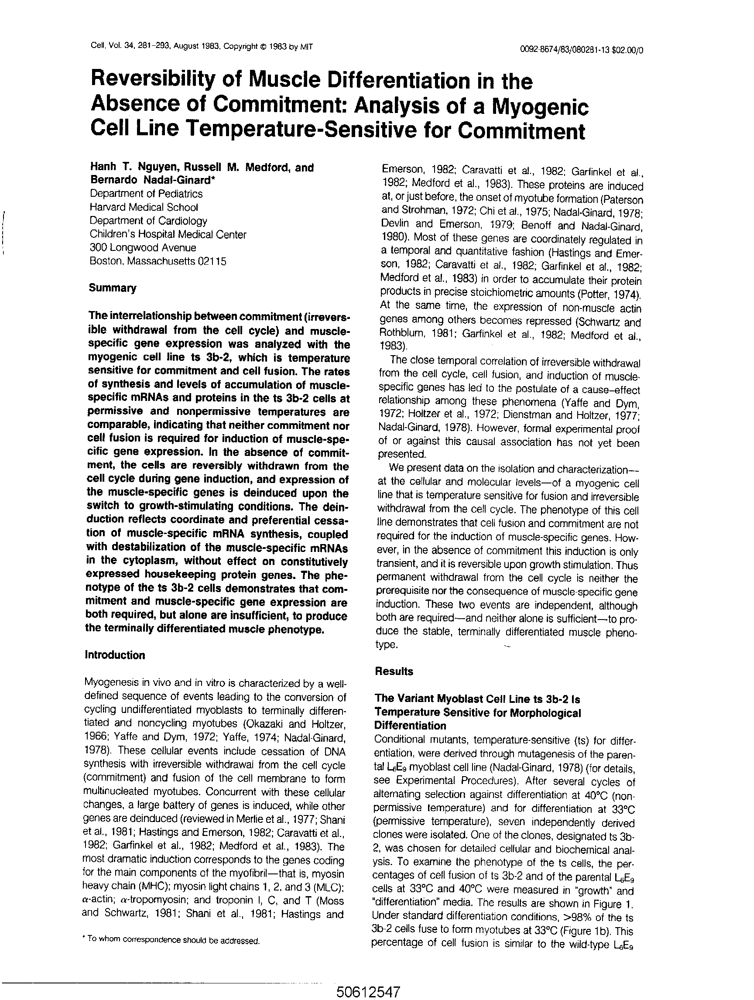 Cell, Vol. 34, 281-293, August 1983, Copyright © 1983 by MIT
0092-8674/83/080281-13 $02.00/0
Reversibility of Muscle Differentiation in the
Absence of Commitment: Analysis of a Myogenic
Cell Line Temperature-Sensitive for Commitment
Hanh T. Nguyen, Russell M. Medford, and
Bernardo Nadal-Ginard*
Department of Pediatrics
Harvard Medical School
Department of Cardiology
Children's Hospital Medical Center
300 Longwood Avenue
Boston, Massachusetts 02115
Summary
The interrelationship between commitment (irrevers-
ible withdrawal from the cell cycle) and muscle-
specific gene expression was analyzed with the
myogenic cell line ts 3b-2, which is temperature
sensitive for commitment and cell fusion. The rates
of synthesis and levels of accumulation of muscle-
specific mRNAs and proteins in the ts 3b-2 cells at
permissive and nonpermissive temperatures are
comparable, indicating that neither commitment nor
cell fusion is required for induction of muscle-spe-
cific gene expression. In the absence of commit-
ment, the cells are reversibly withdrawn from the
cell cycle during gene induction, and expression of
the muscle-specific genes is deinduced upon the
switch to growth-stimulating conditions. The dein-
duction reflects coordinate and preferential cessa-
tion of muscle-specific mRNA synthesis, coupled
with destabilization of the muscle-specific mRNAs
in the cytoplasm, without effect on constitutively
expressed housekeeping protein genes. The phe-
notype of the ts 3b-2 cells demonstrates that com-
mitment and muscle-specific gene expression are
both required, but alone are insufficient, to produce
the terminally differentiated muscle phenotype.
Introduction
Myogenesis in vivo and in vitro is characterized by a well-
defined sequence of events leading to the conversion of
cycling undifferentiated myoblasts to terminally differen-
tiated and noncycling myotubes (Okazaki and Holtzer,
1966; Yaffe and Dym, 1972; Yaffe, 1974; Nadal-Ginard,
1978). These cellular events include cessation of DNA
synthesis with irreversible withdrawal from the cell cycle
(commitment) and fusion of the cell membrane to form
multinucleated myotubes. Concurrent with these cellular
changes, a large battery of genes is induced, while other
genes are deinduced (reviewed in Merlie et al., 1977; Shani
et al., 1981; Hastings and Emerson, 1982; Caravatti et al.,
1982; Garfinkel et al., 1982; Medford et al., 1983). The
most dramatic induction corresponds to the genes coding
for the main components of the myofibril—that is, myosin
heavy chain (MHC); myosin light chains 1, 2, and 3 (MLC);
α-actin; α-tropomyosin; and troponin I, C, and T (Moss
and Schwartz, 1981; Shani et al., 1981; Hastings and
* To whom correspondence should be addressed.
Emerson, 1982; Caravatti et al., 1982; Garfinkel et al.,
1982; Medford et al., 1983). These proteins are induced
at, or just before, the onset of myotube formation (Paterson
and Strohman, 1972; Chi et al., 1975; Nadal-Ginard, 1978;
Devlin and Emerson, 1979; Benoff and Nadal-Ginard,
1980). Most of these genes are coordinately regulated in
a temporal and quantitative fashion (Hastings and Emer-
son, 1982; Caravatti et al., 1982; Garfinkel et al., 1982;
Medford et al., 1983) in order to accumulate their protein
products in precise stoichiometric amounts (Potter, 1974).
At the same time, the expression of non-muscle actin
genes among others becomes repressed (Schwartz and
Rothblum, 1981; Garfinkel et al., 1982; Medford et al.,
1983).
The close temporal correlation of irreversible withdrawal
from the cell cycle, cell fusion, and induction of muscle-
specific genes has led to the postulate of a cause-effect
relationship among these phenomena (Yaffe and Dym,
1972; Holtzer et al., 1972; Dienstman and Holtzer, 1977;
Nadal-Ginard, 1978). However, formal experimental proof
of or against this causal association has not yet been
presented.
We present data on the isolation and characterization—
at the cellular and molecular levels—of a myogenic cell
line that is temperature sensitive for fusion and irreversible
withdrawal from the cell cycle. The phenotype of this cell
line demonstrates that cell fusion and commitment are not
required for the induction of muscle-specific genes. How-
ever, in the absence of commitment this induction is only
transient, and it is reversible upon growth stimulation. Thus
permanent withdrawal from the cell cycle is neither the
prerequisite nor the consequence of muscle-specific gene
induction. These two events are independent, although
both are required—and neither alone is sufficient—to pro-
duce the stable, terminally differentiated muscle pheno-
type.
Results
The Variant Myoblast Cell Line ts 3b-2 Is
Temperature Sensitive for Morphological
Differentiation
Conditional mutants, temperature-sensitive (ts) for differ-
entiation, were derived through mutagenesis of the paren-
tal L₆E₉ myoblast cell line (Nadal-Ginard, 1978) (for details,
see Experimental Procedures). After several cycles of
alternating selection against differentiation at 40°C (non-
permissive temperature) and for differentiation at 33°C
(permissive temperature), seven independently derived
clones were isolated. One of the clones, designated ts 3b-
2, was chosen for detailed cellular and biochemical anal-
ysis. To examine the phenotype of the ts cells, the per-
centages of cell fusion of ts 3b-2 and of the parental L₆E₉
cells at 33°C and 40°C were measured in "growth" and
"differentiation" media. The results are shown in Figure 1.
Under standard differentiation conditions, >98% of the ts
3b-2 cells fuse to form myotubes at 33°C (Figure 1b). This
percentage of cell fusion is similar to the wild-type L₆E₉
50612547